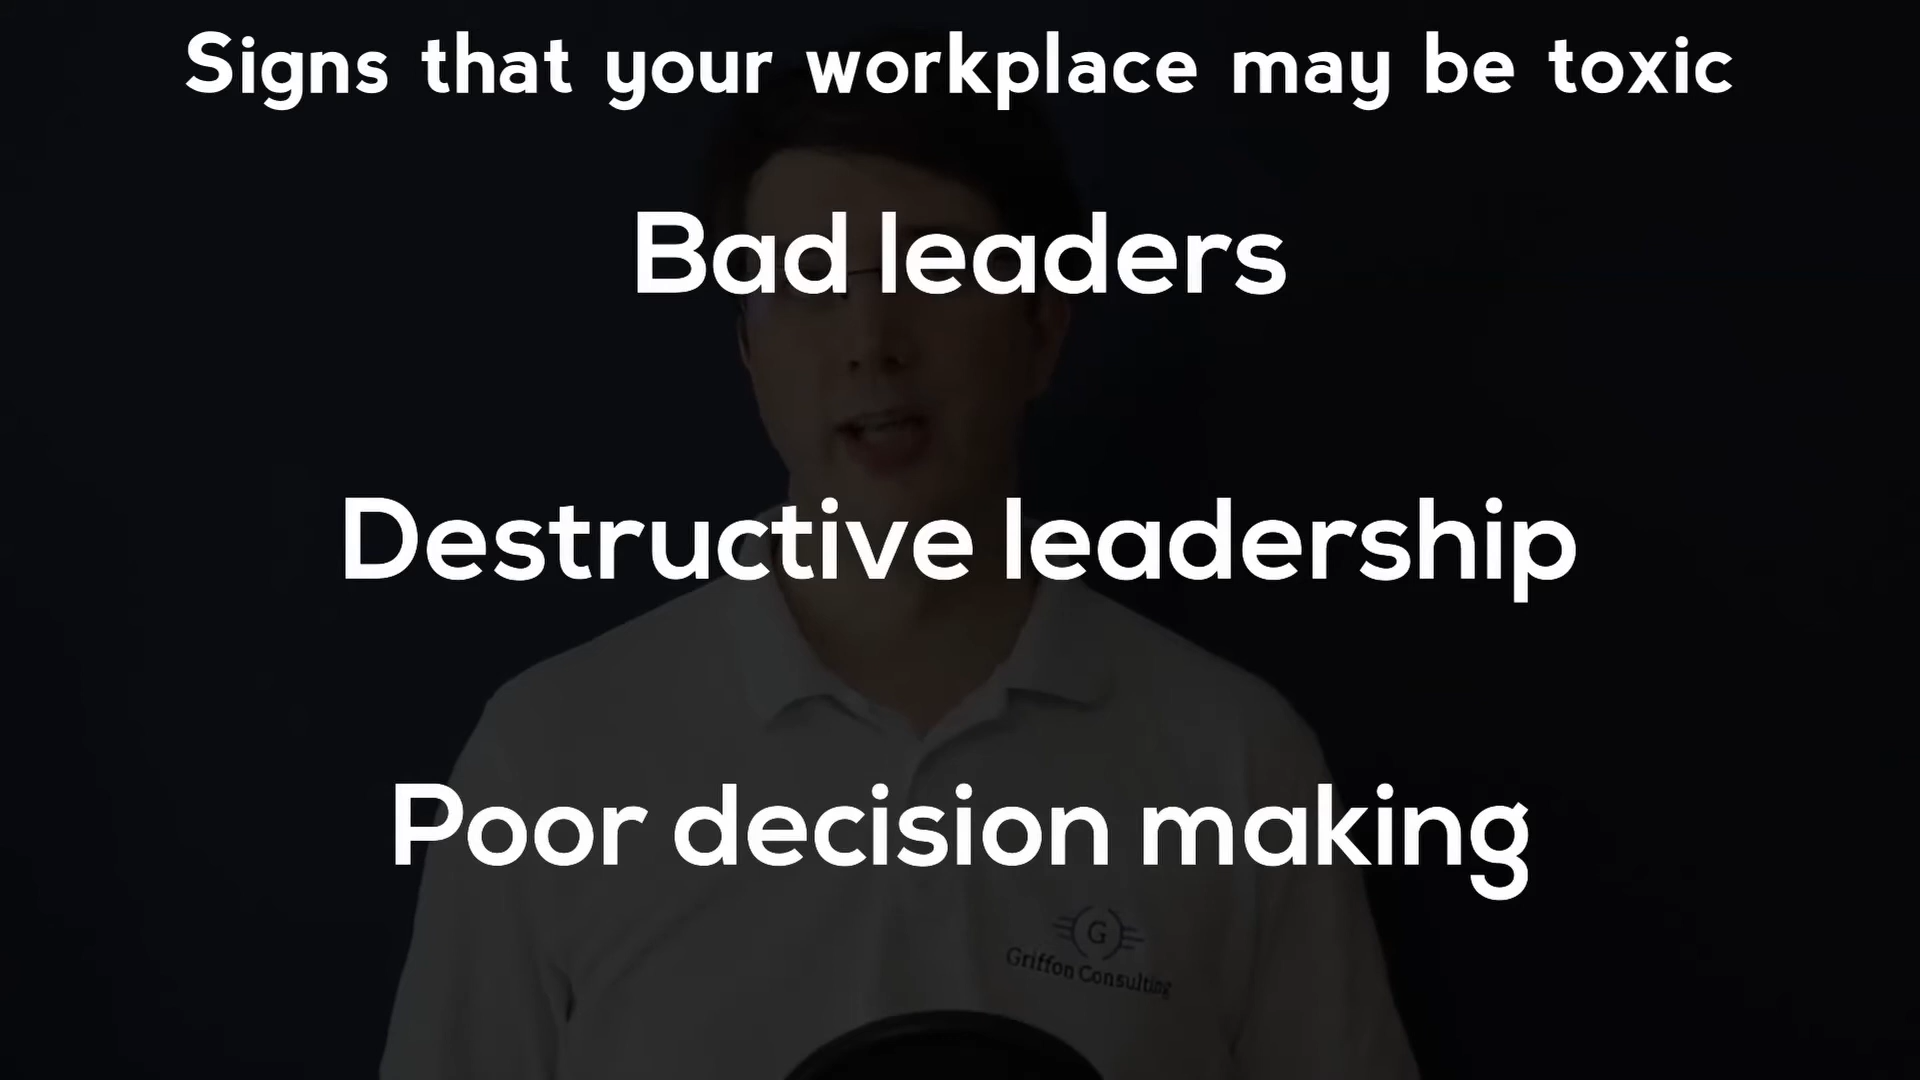 Signs that your workplace may be toxic
Bad leaders
Destructive leadership
Poor decision making
G
Griffon Consulting